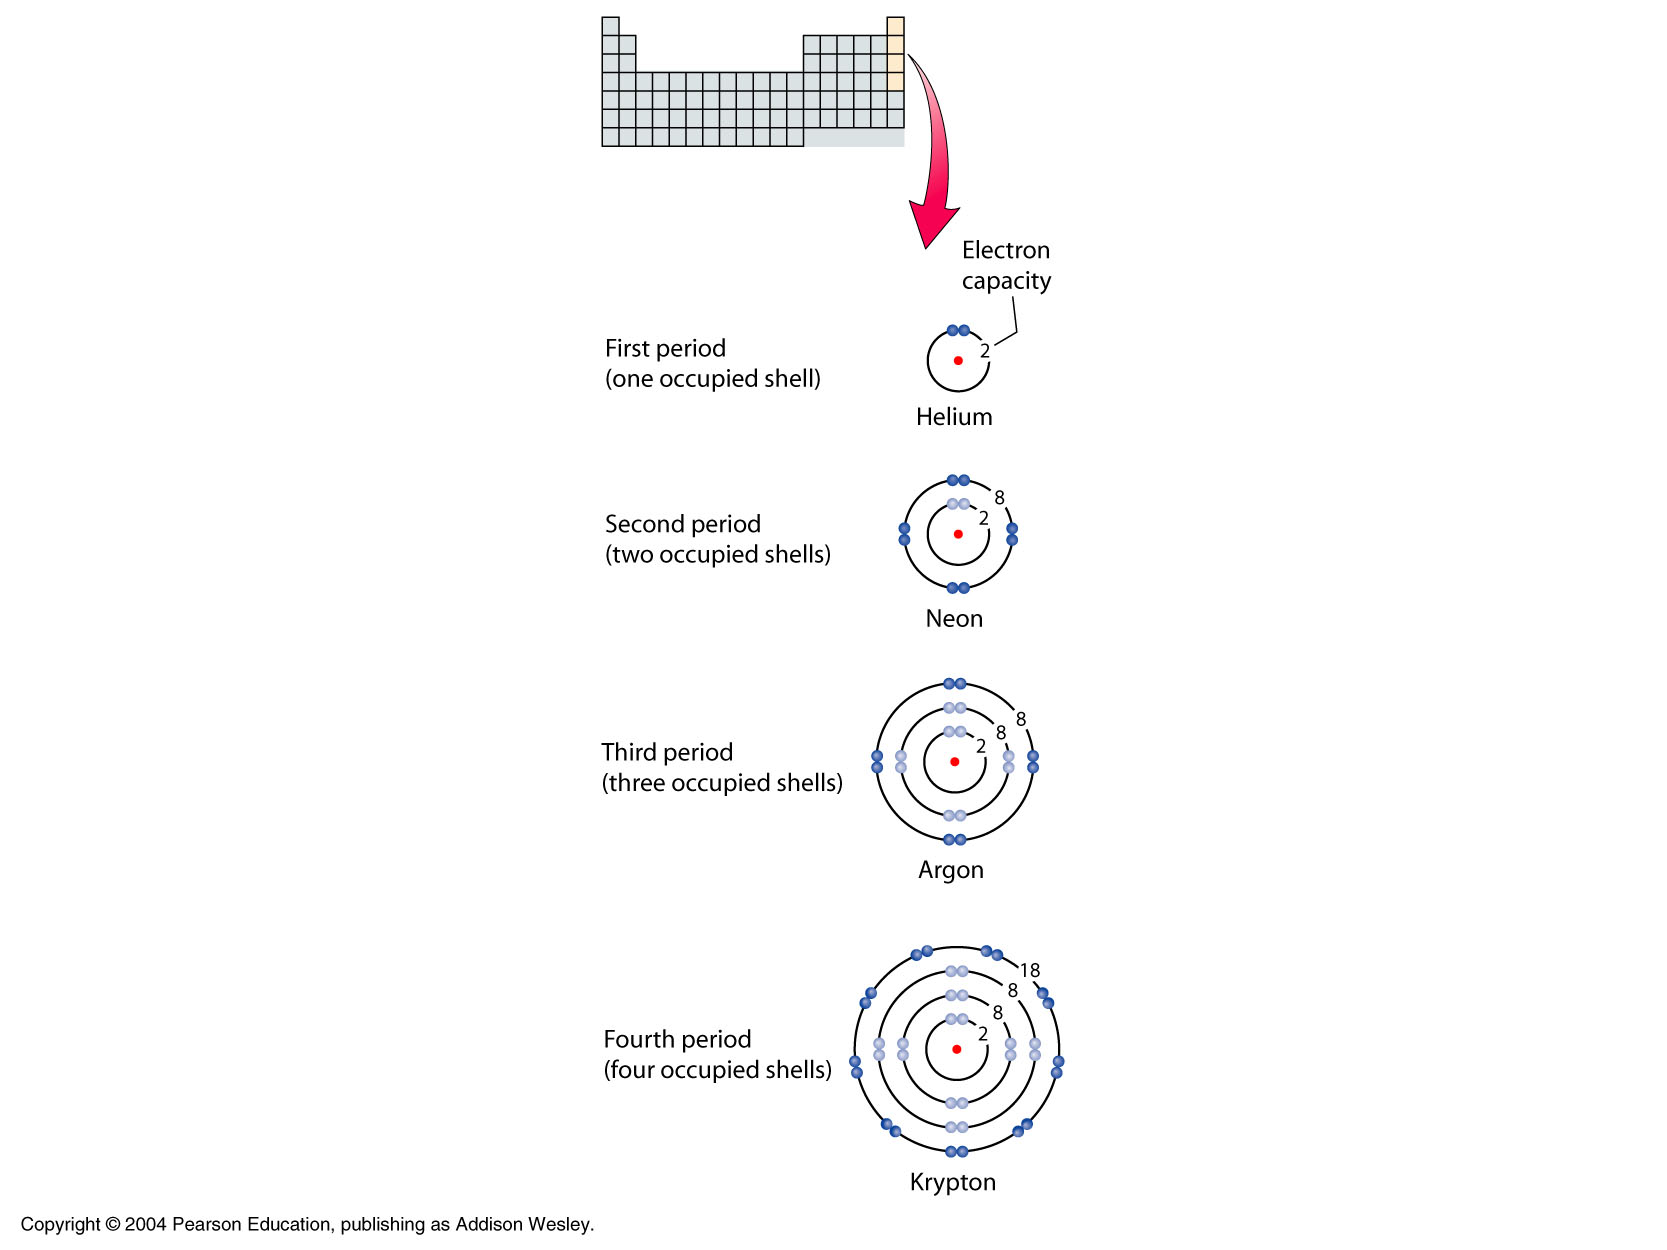 Electron
capacity
First period
(one occupied shell)
2
Helium
Second period
(two occupied shells)
8
2
Neon
Third period
(three occupied shells)
8
8
2
Argon
Fourth period
(four occupied shells)
18
8
8
2
Krypton
Copyright © 2004 Pearson Education, publishing as Addison Wesley.